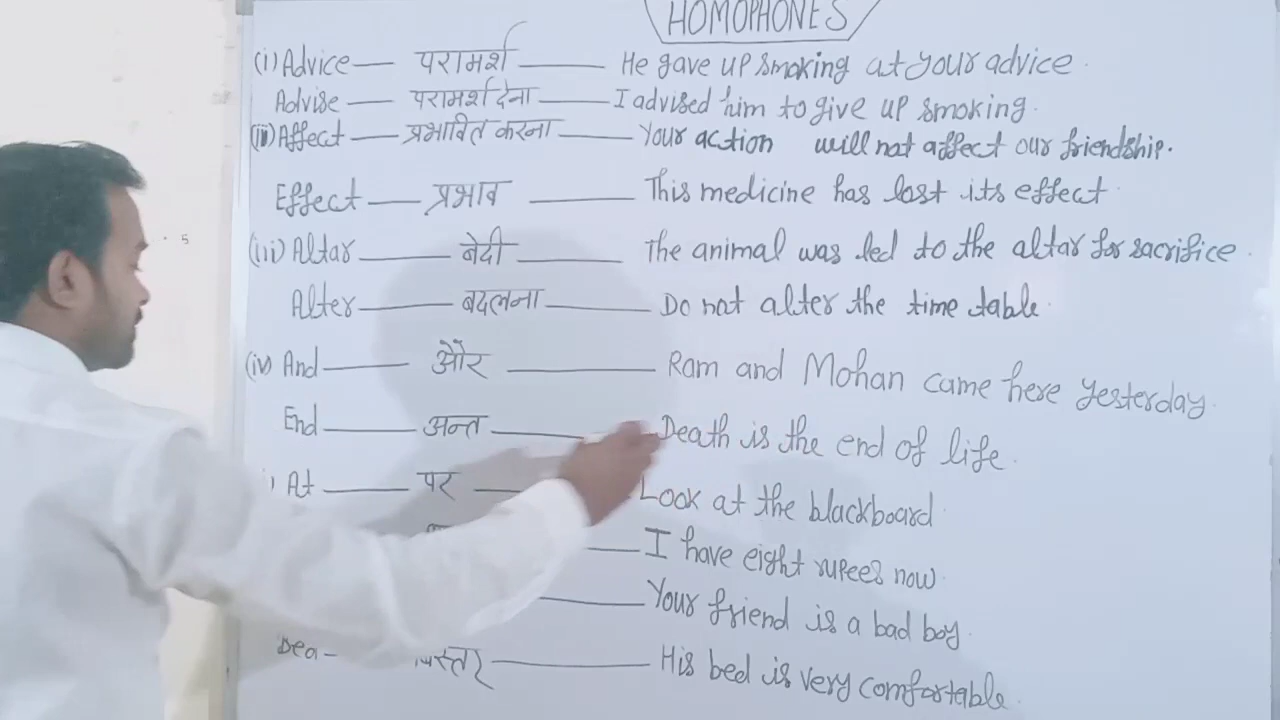 HOMOPHONES
(i) Advice — परामर्श — He gave up smoking at your advice.
Advise — परामर्श देना — I advised him to give up smoking.
(ii) Affect — प्रभावित करना — Your action will not affect our friendship.
Effect — प्रभाव — This medicine has lost its effect
(iii) Altar — बेदी — The animal was led to the altar for sacrifice.
Alter — बदलना — Do not alter the time table.
(iv) And — और — Ram and Mohan came here yesterday.
End — अन्त — Death is the end of life.
At — पर — Look at the blackboard
— I have eight rupees now.
— Your friend is a bad boy.
— His bed is very comfortable.